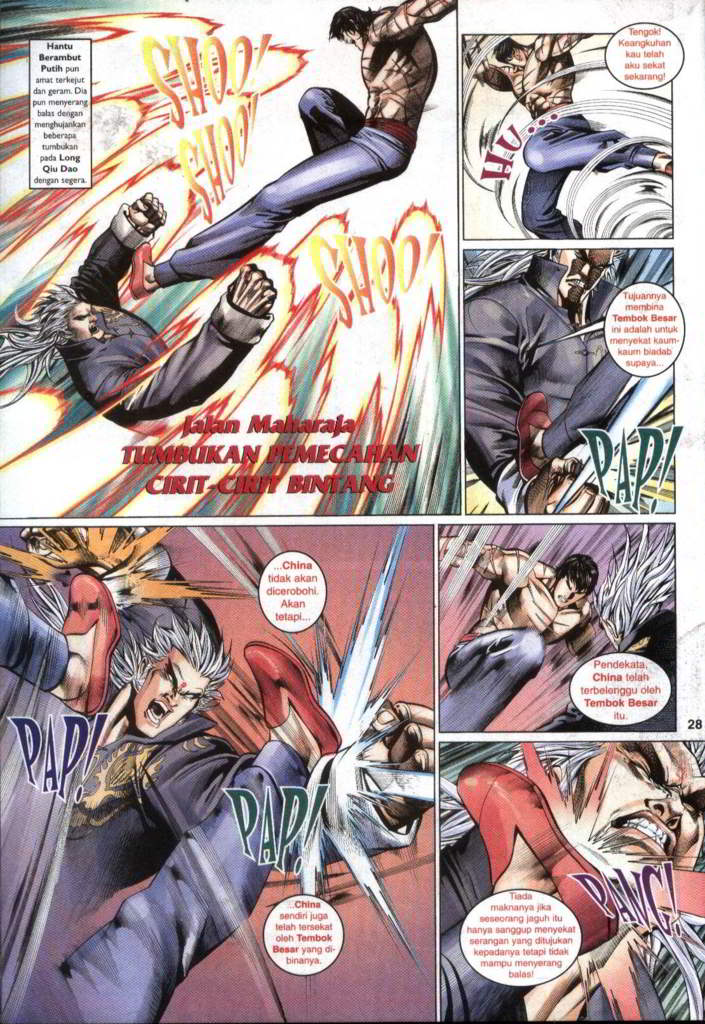 Hantu
Berambut
Putih pun
amat terkejut
dan geram. Dia
pun menyerang
balas dengan
menghujankan
beberapa
tumbukan
pada Long
Qiu Dao
dengan segera.
SHOO!
SHOO!
SHOO!
Jalan Maharaja
TUMBUKAN PEMECAHAN
CIRIT-CIRIT BINTANG
Tengok!
Keangkuhan
kau telah
aku sekat
sekarang!
HU...
Tujuannya
membina
Tembok Besar
ini adalah untuk
menyekat kaum-
kaum biadab
supaya...
PAP!
...China
tidak akan
dicerobohi.
Akan
tetapi...
PAP!
PAP!
...China
sendiri juga
telah tersekat
oleh Tembok
Besar yang di-
binanya.
Pendekata,
China telah
terbelenggu oleh
Tembok Besar
itu.
28
PANG!
Tiada
maknanya jika
seseorang jaguh itu
hanya sanggup menyekat
serangan yang ditujukan
kepadanya tetapi tidak
mampu menyerang
balas!